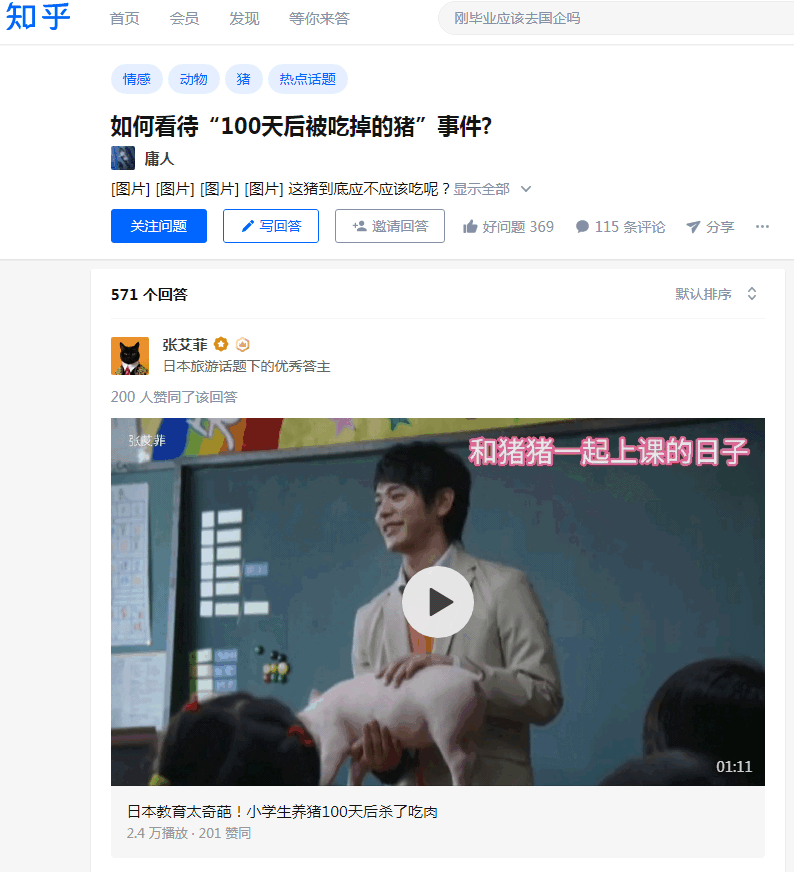 知乎 首页 会员 发现 等你来答 刚毕业应该去国企吗
情感 动物 猪 热点话题
如何看待“100天后被吃掉的猪”事件?
庸人
[图片] [图片] [图片] [图片] 这猪到底应不应该吃呢？显示全部
关注问题 写回答 邀请回答 好问题 369 115 条评论 分享 ···
571 个回答 默认排序
张艾菲
日本旅游话题下的优秀答主
200 人赞同了该回答
张艾菲
和猪猪一起上课的日子
01:11
日本教育太奇葩！小学生养猪100天后杀了吃肉
2.4 万播放 · 201 赞同